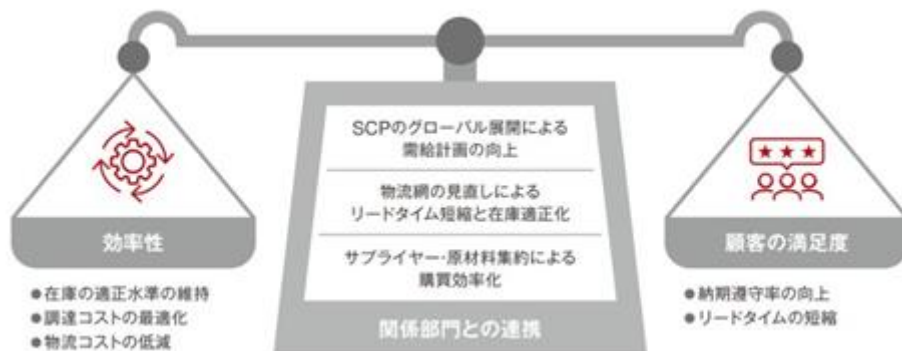 SCPのグローバル展開による
需給計画の向上
物流網の見直しによる
リードタイム短縮と在庫適正化
サプライヤー・原材料集約による
購買効率化
関係部門との連携
効率性
●在庫の適正水準の維持
●調達コストの最適化
●物流コストの低減
顧客の満足度
●納期遵守率の向上
●リードタイムの短縮